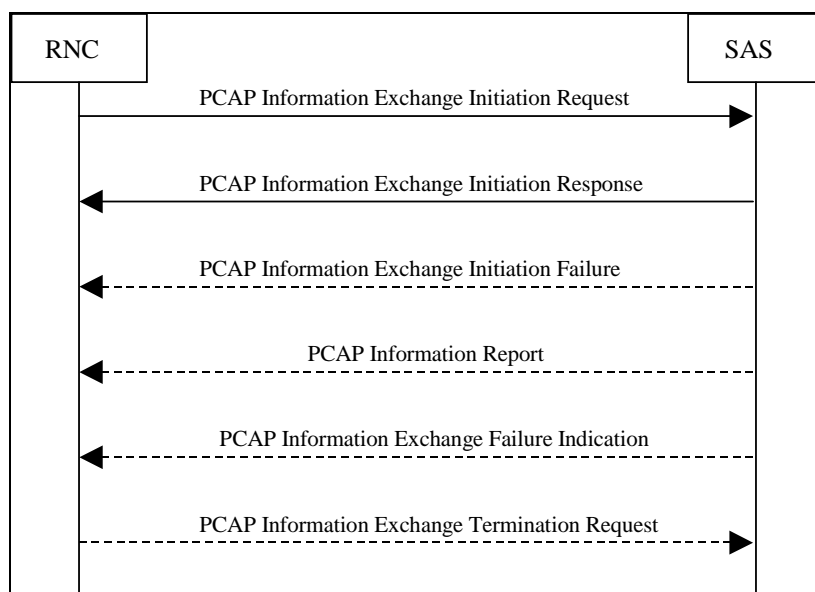 RNC
SAS
PCAP Information Exchange Initiation Request
PCAP Information Exchange Initiation Response
PCAP Information Exchange Initiation Failure
PCAP Information Report
PCAP Information Exchange Failure Indication
PCAP Information Exchange Termination Request